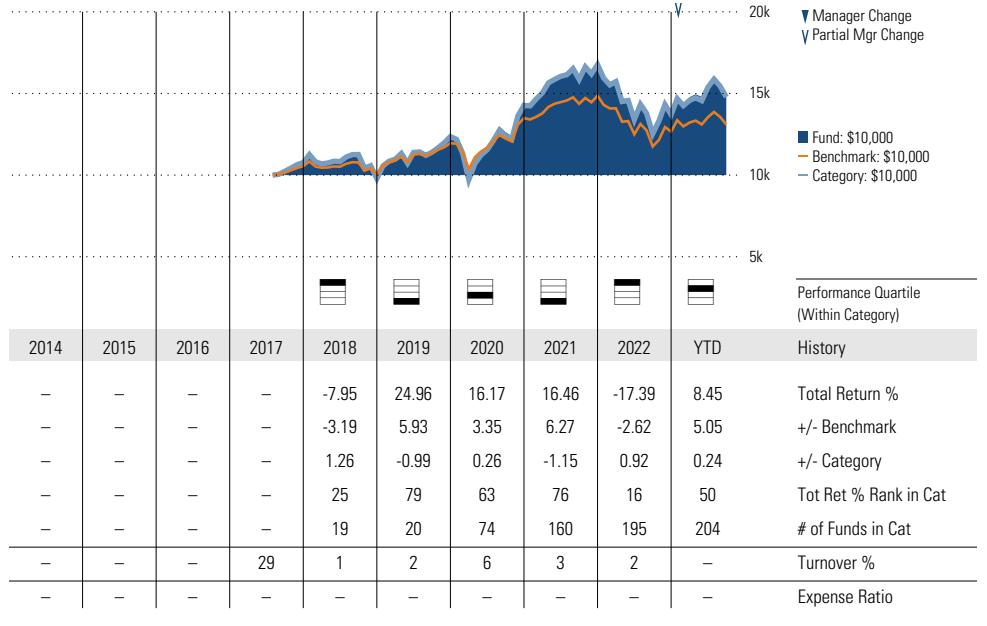 20k
▼ Manager Change
∨ Partial Mgr Change
15k
Fund: $10,000
Benchmark: $10,000
Category: $10,000
10k
5k
Performance Quartile
(Within Category)
2014 2015 2016 2017 2018 2019 2020 2021 2022 YTD History
– – – – -7.95 24.96 16.17 16.46 -17.39 8.45 Total Return %
– – – – -3.19 5.93 3.35 6.27 -2.62 5.05 +/- Benchmark
– – – – 1.26 -0.99 0.26 -1.15 0.92 0.24 +/- Category
– – – – 25 79 63 76 16 50 Tot Ret % Rank in Cat
– – – – 19 20 74 160 195 204 # of Funds in Cat
– – – 29 1 2 6 3 2 – Turnover %
– – – – – – – – – – Expense Ratio